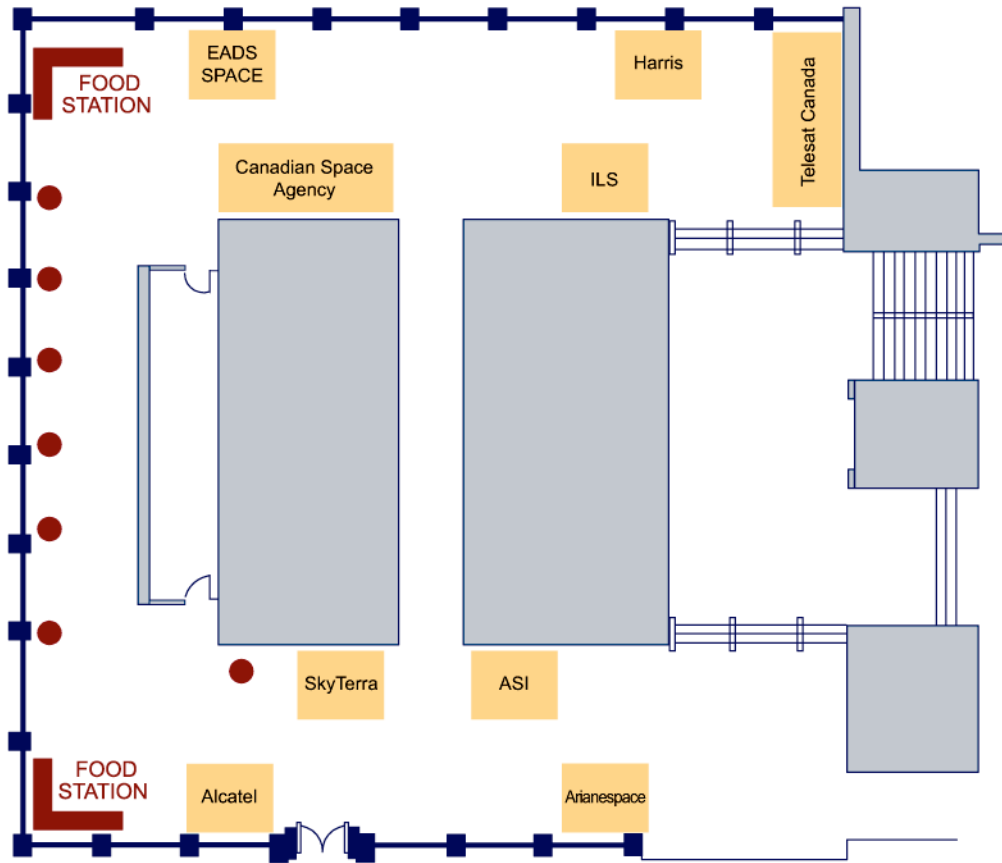 EADS
SPACE
Harris
Telesat Canada
FOOD
STATION
Canadian Space
Agency
ILS
SkyTerra
ASI
FOOD
STATION
Alcatel
Arianespace